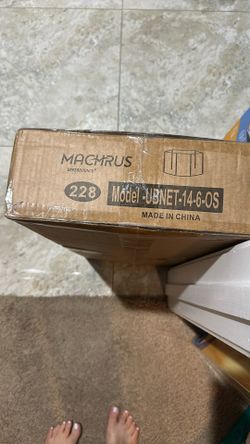 MACHRUS
228
Model -UBNET-14-6-OS
MADE IN CHINA